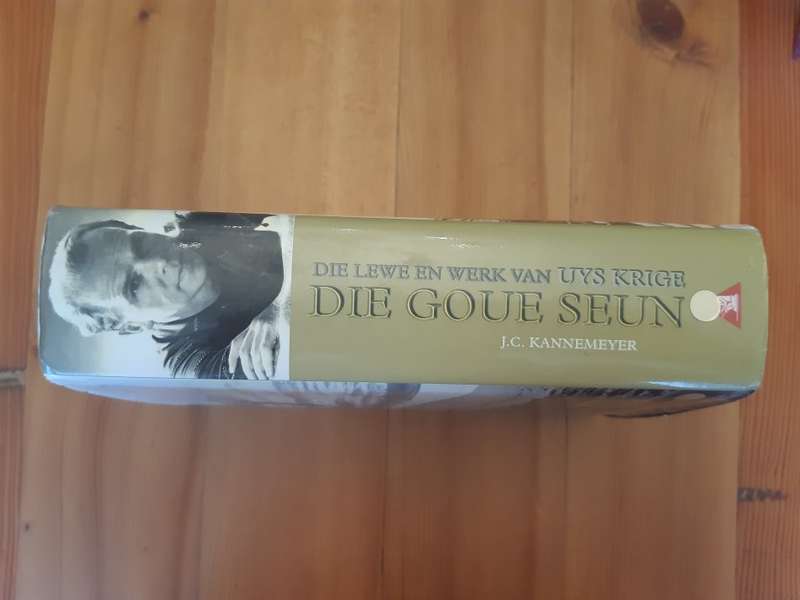 DIE LEWE EN WERK VAN UYS KRIGE
DIE GOUE SEUN
J.C. KANNEMEYER